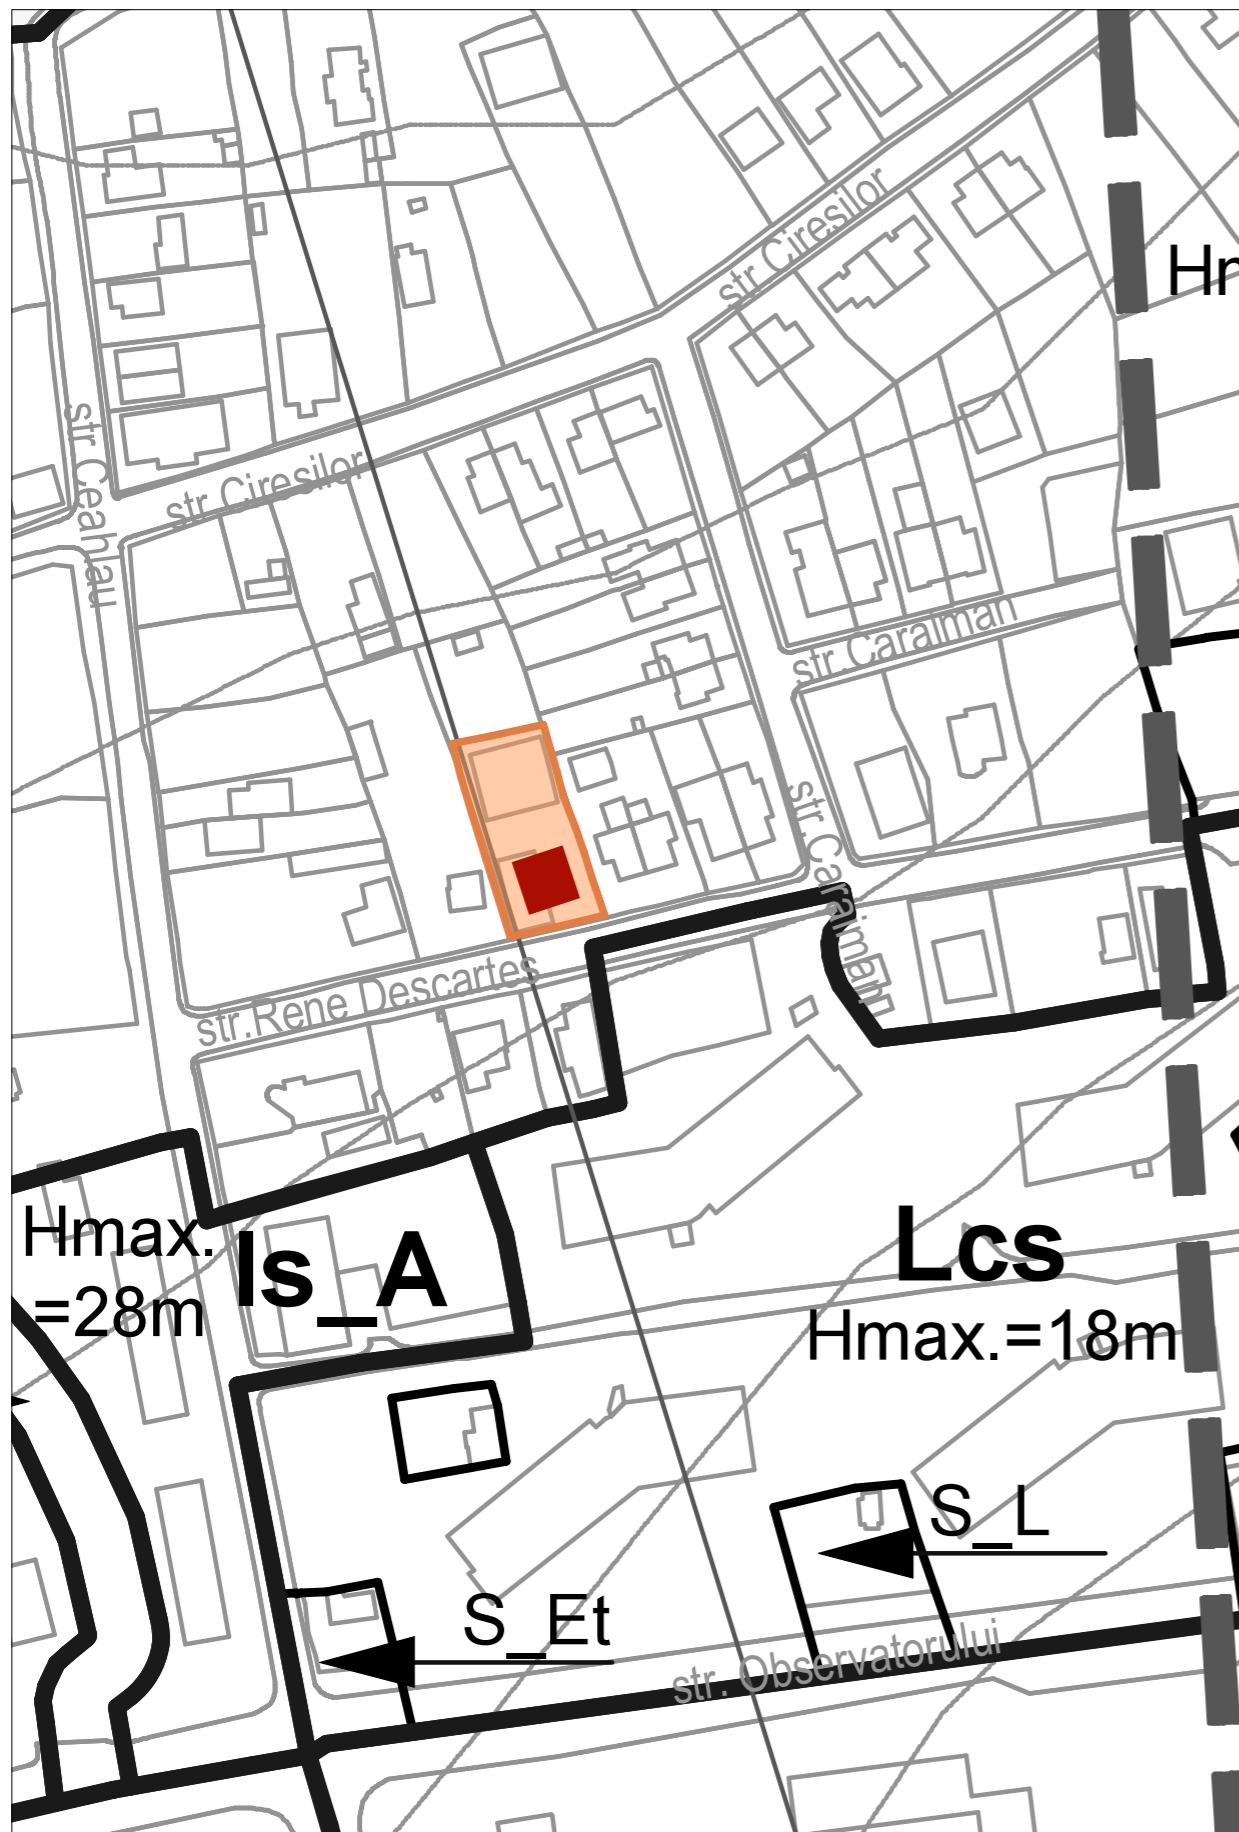 str.Ciresilor
Hm
str.Ceahlau
str.Ciresilor
str.Caraiman
str.Caraiman
str.Rene Descartes
Hmax.
=28m
Is_A
Lcs
Hmax.=18m
S_L
S_Et
str. Observatorului